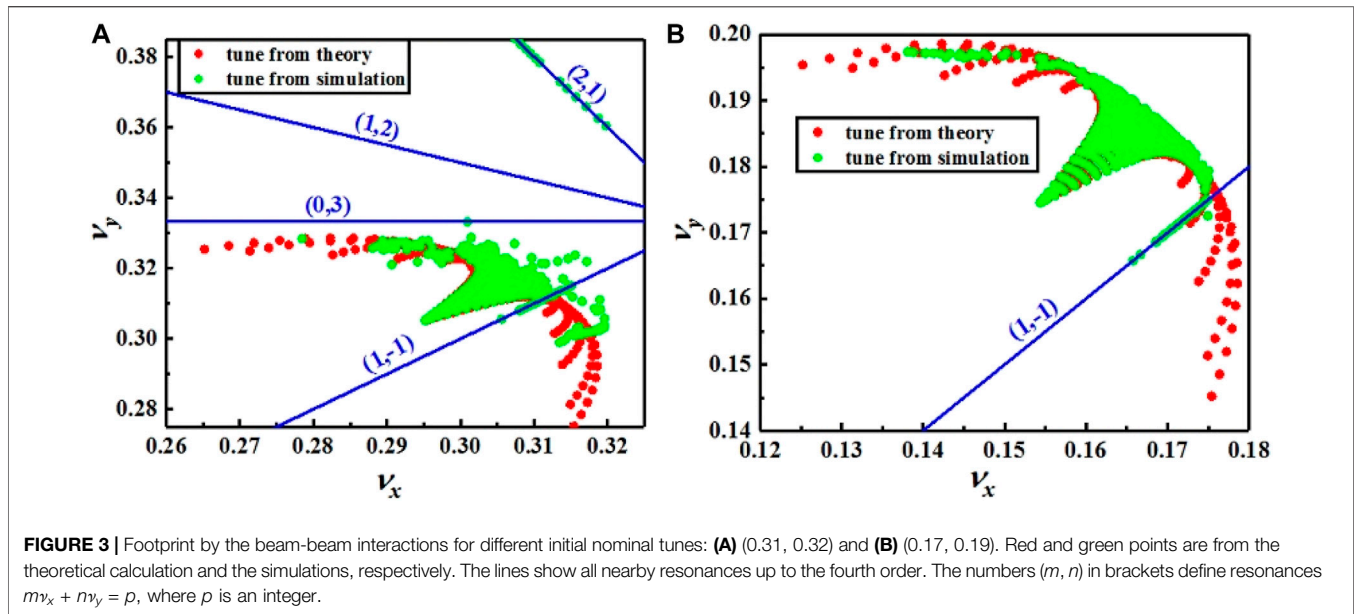 A
tune from theory
tune from simulation
(2,1)
(1,2)
(0,3)
(1,-1)
0.38
0.36
0.34
0.32
0.30
0.28
νy
0.26 0.27 0.28 0.29 0.30 0.31 0.32
νx
B
tune from theory
tune from simulation
(1,-1)
0.20
0.19
0.18
0.17
0.16
0.15
0.14
νy
0.12 0.13 0.14 0.15 0.16 0.17 0.18
νx
FIGURE 3 | Footprint by the beam-beam interactions for different initial nominal tunes: (A) (0.31, 0.32) and (B) (0.17, 0.19). Red and green points are from the
theoretical calculation and the simulations, respectively. The lines show all nearby resonances up to the fourth order. The numbers (m, n) in brackets define resonances
mνx + nνy = p, where p is an integer.